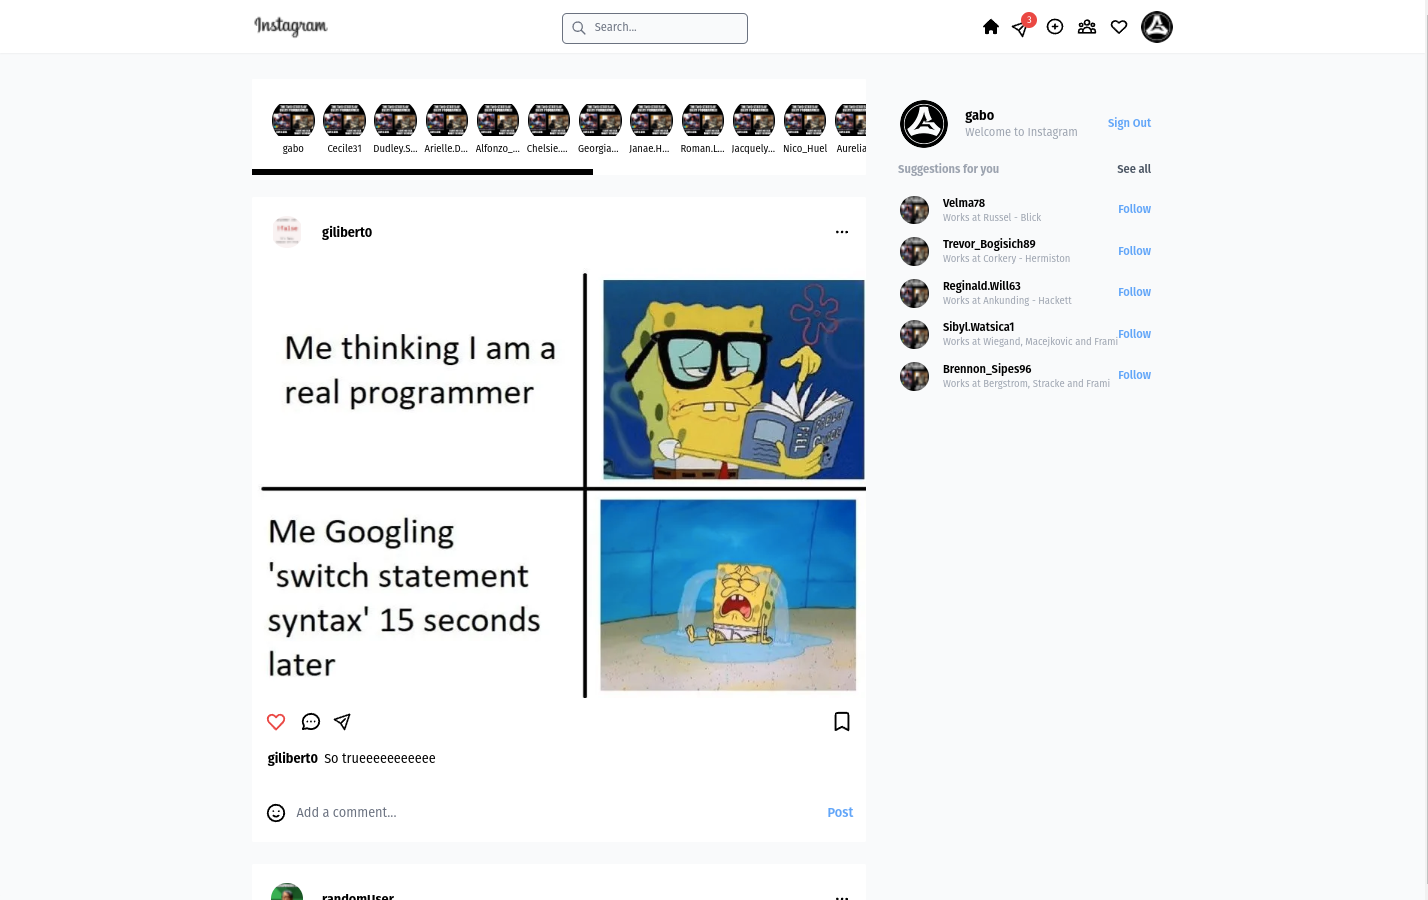 Instagram
Search...
3
gabo
Cecile31
Dudley.S...
Arielle.D...
Alfonzo_...
Chelsie....
Georgia...
Janae.H...
Roman.L...
Jacquely...
Nico_Huel
Aurelia
gilibert0
Me thinking I am a
real programmer
Me Googling
'switch statement
syntax' 15 seconds
later
gilibert0 So trueeeeeeeeeee
Add a comment...
Post
randomUser
gabo
Welcome to Instagram
Sign Out
Suggestions for you
See all
Velma78
Works at Russel - Blick
Follow
Trevor_Bogisich89
Works at Corkery - Hermiston
Follow
Reginald.Will63
Works at Ankunding - Hackett
Follow
Sibyl.Watsica1
Works at Wiegand, Macejkovic and Frami
Follow
Brennon_Sipes96
Works at Bergstrom, Stracke and Frami
Follow